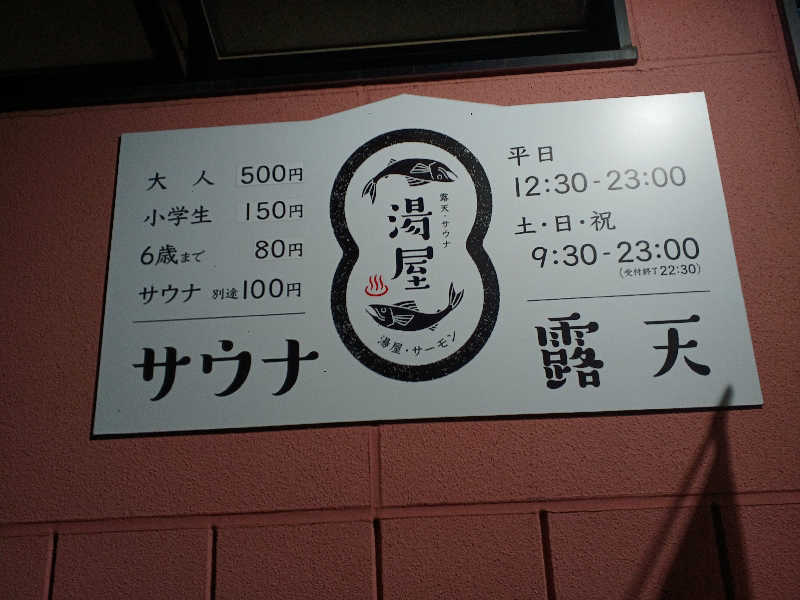 大人 500円
小学生 150円
6歳まで 80円
サウナ 別途100円
サウナ
露天・サウナ
湯屋
湯屋・サーモン
平日
12:30-23:00
土・日・祝
9:30-23:00
(受付終了22:30)
露天